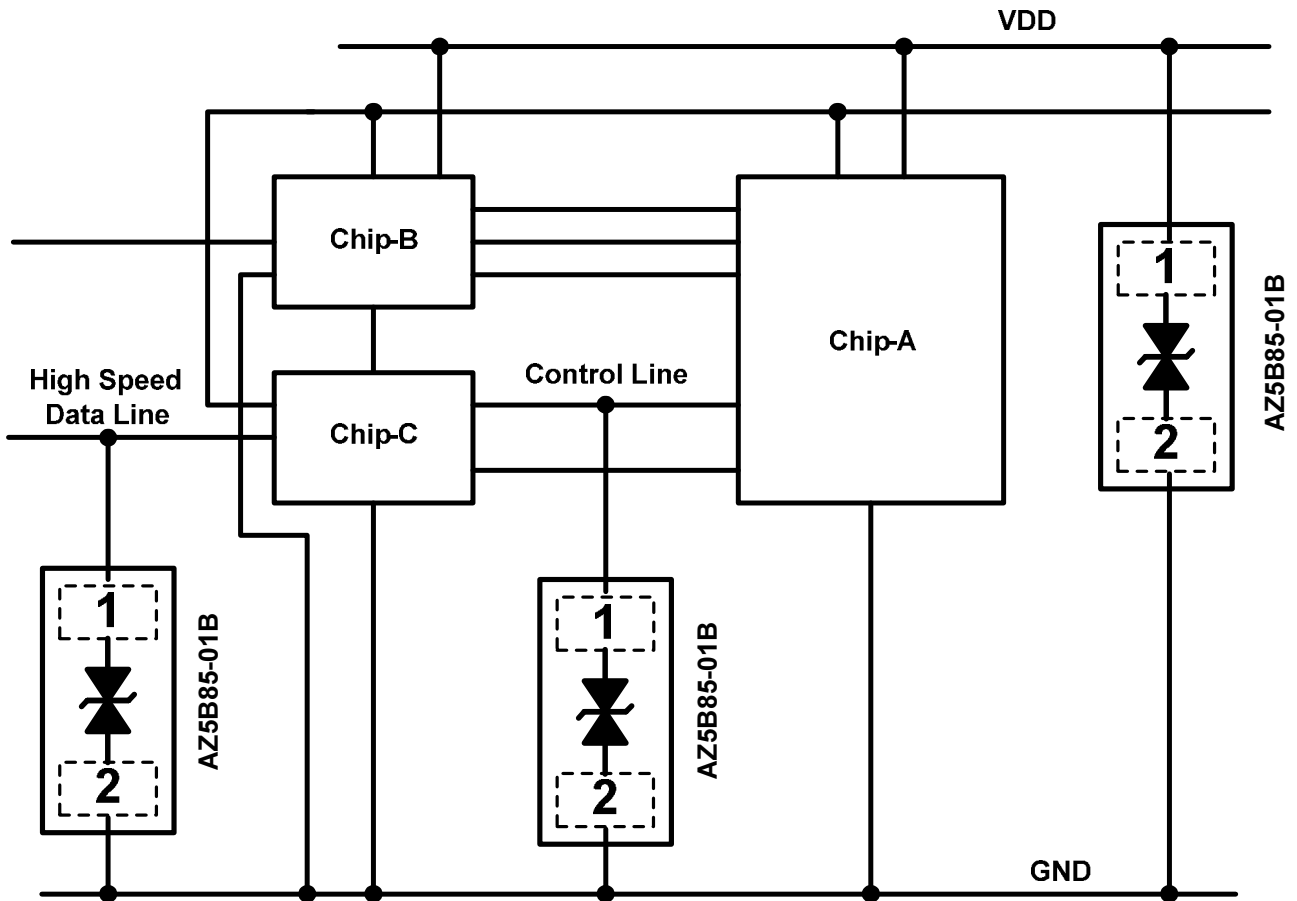 VDD
Chip-B
Chip-A
1
2
AZ5B85-01B
High Speed
Data Line
Control Line
Chip-C
1
2
AZ5B85-01B
1
2
AZ5B85-01B
GND